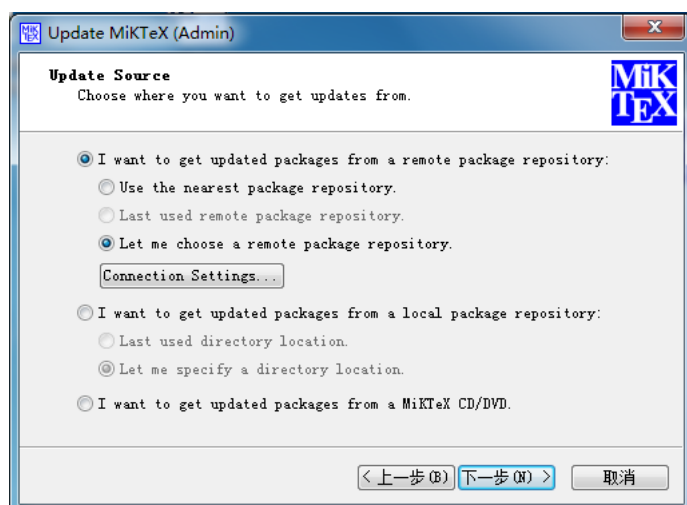 MiK
TEX
Update MiKTeX (Admin)
Update Source
Choose where you want to get updates from.
MiK
TEX
I want to get updated packages from a remote package repository:
Use the nearest package repository.
Last used remote package repository.
Let me choose a remote package repository.
Connection Settings...
I want to get updated packages from a local package repository:
Last used directory location.
Let me specify a directory location.
I want to get updated packages from a MiKTeX CD/DVD.
< 上一步(B) 下一步(N) > 取消